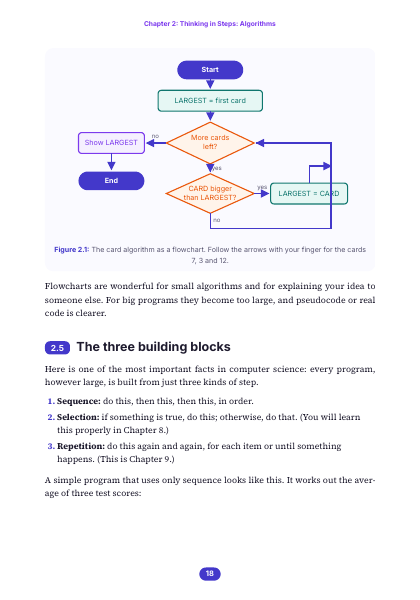 Chapter 2: Thinking in Steps: Algorithms
Start
LARGEST = first card
More cards
left?
no
Show LARGEST
yes
End
CARD bigger
than LARGEST?
yes
LARGEST = CARD
no
Figure 2.1: The card algorithm as a flowchart. Follow the arrows with your finger for the cards
7, 3 and 12.
Flowcharts are wonderful for small algorithms and for explaining your idea to
someone else. For big programs they become too large, and pseudocode or real
code is clearer.
2.5 The three building blocks
Here is one of the most important facts in computer science: every program,
however large, is built from just three kinds of step.
1. Sequence: do this, then this, then this, in order.
2. Selection: if something is true, do this; otherwise, do that. (You will learn
this properly in Chapter 8.)
3. Repetition: do this again and again, for each item or until something
happens. (This is Chapter 9.)
A simple program that uses only sequence looks like this. It works out the aver-
age of three test scores:
18